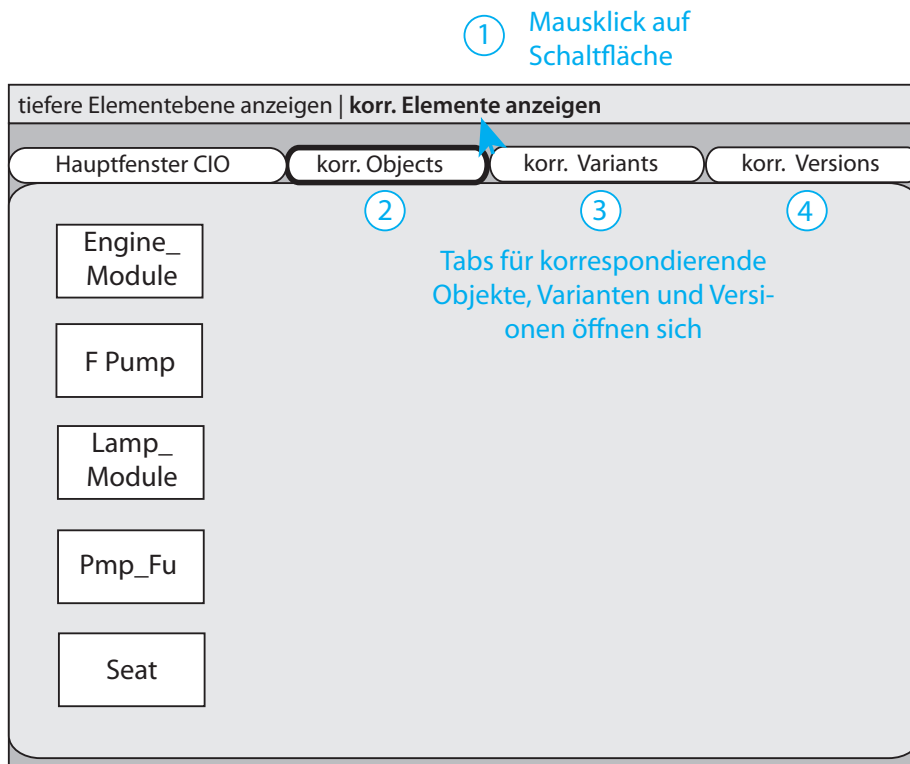 1 Mausklick auf
Schaltfläche
tiefere Elementebene anzeigen | korr. Elemente anzeigen
Hauptfenster CIO korr. Objects korr. Variants korr. Versions
2 3 4
Tabs für korrespondierende
Objekte, Varianten und Versi-
onen öffnen sich
Engine_
Module
F Pump
Lamp_
Module
Pmp_Fu
Seat